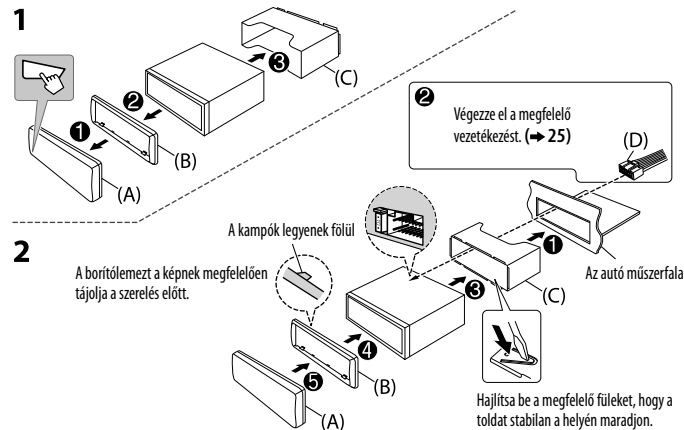 1
❸
(C)
❷
❶
(B)
(A)
❷
Végezze el a megfelelő
vezetékezést. (➜ 25)
(D)
2
A kampók legyenek fölül
❶
A borítólemezt a képnek megfelelően
tájolja a szerelés előtt.
Az autó műszerfala
❸
(C)
❹
❺
(B)
(A)
Hajlítsa be a megfelelő füleket, hogy a
toldat stabilan a helyén maradjon.